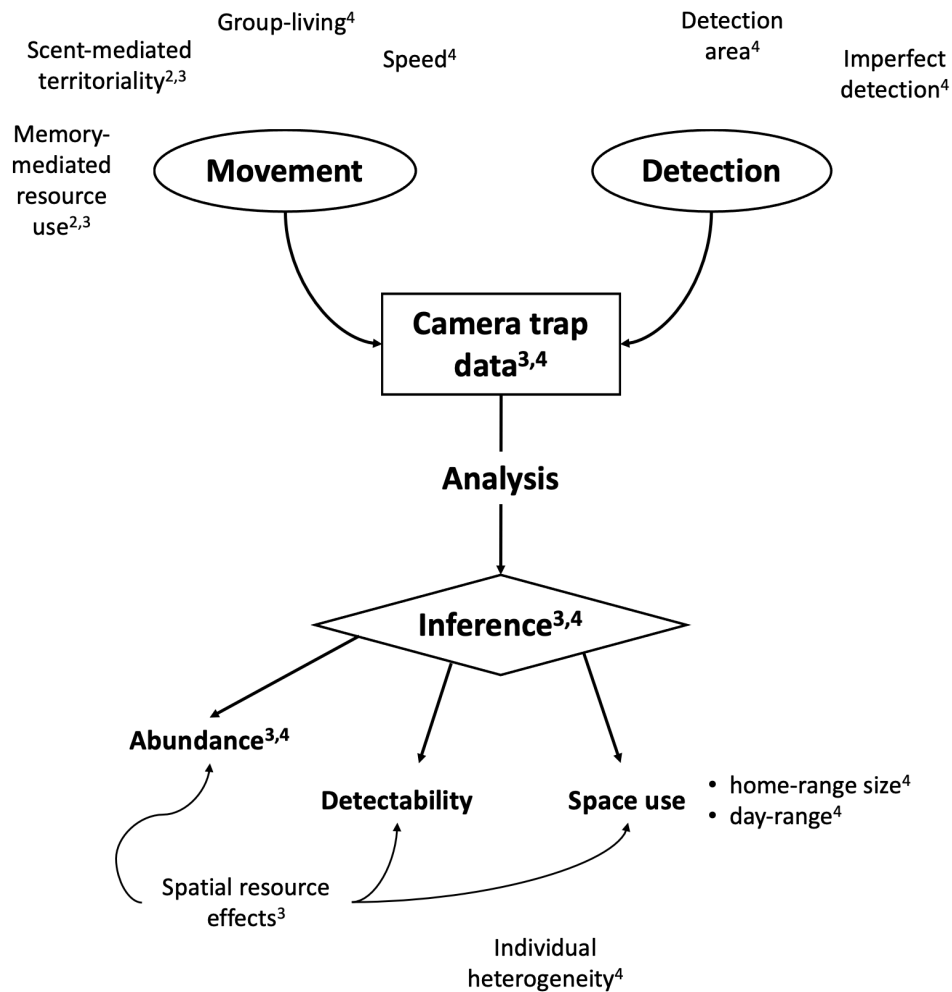 Group-living⁴
Detection
area⁴
Scent-mediated
territoriality²,³
Speed⁴
Imperfect
detection⁴
Memory-
mediated
resource
use²,³
Movement
Detection
Camera trap
data³,⁴
Analysis
Inference³,⁴
Abundance³,⁴
Detectability
Space use
• home-range size⁴
• day-range⁴
Spatial resource
effects³
Individual
heterogeneity⁴